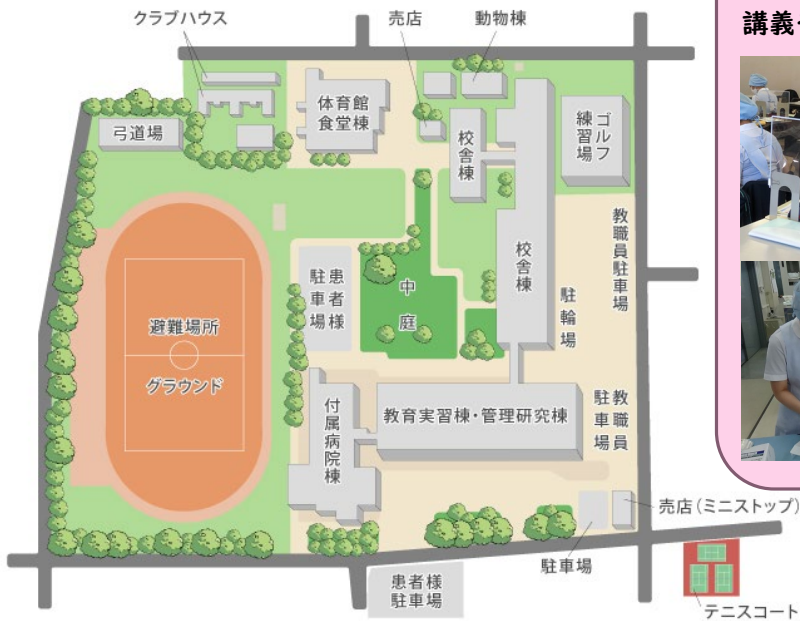 クラブハウス
売店
動物棟
講義
体育館
食堂棟
弓道場
校舎棟
ゴルフ
練習場
教職員駐車場
校舎棟
患者様
駐車場
中庭
駐輪場
避難場所
グラウンド
付属病院棟
教育実習棟・管理研究棟
教職員
駐車場
売店(ミニストップ)
駐車場
患者様
駐車場
テニスコート